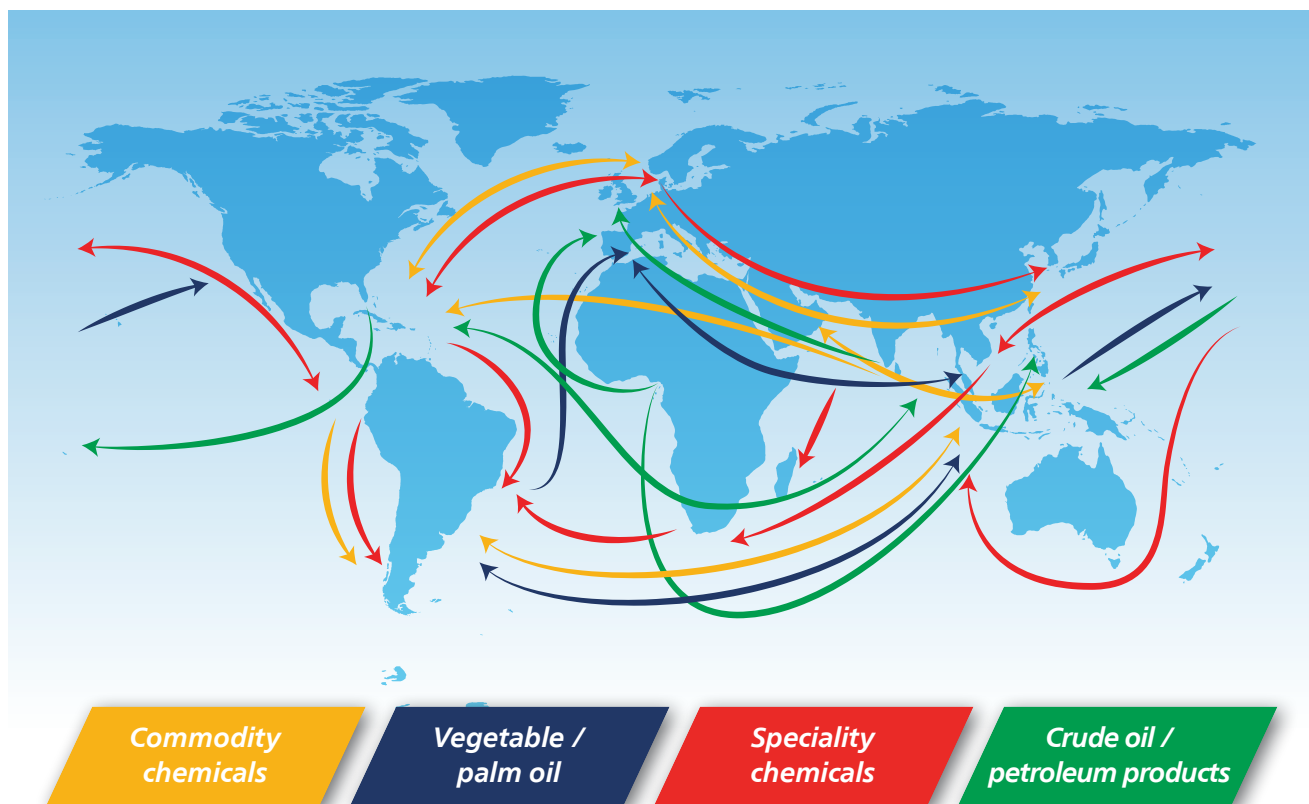 Commodity
chemicals
Vegetable /
palm oil
Speciality
chemicals
Crude oil /
petroleum products